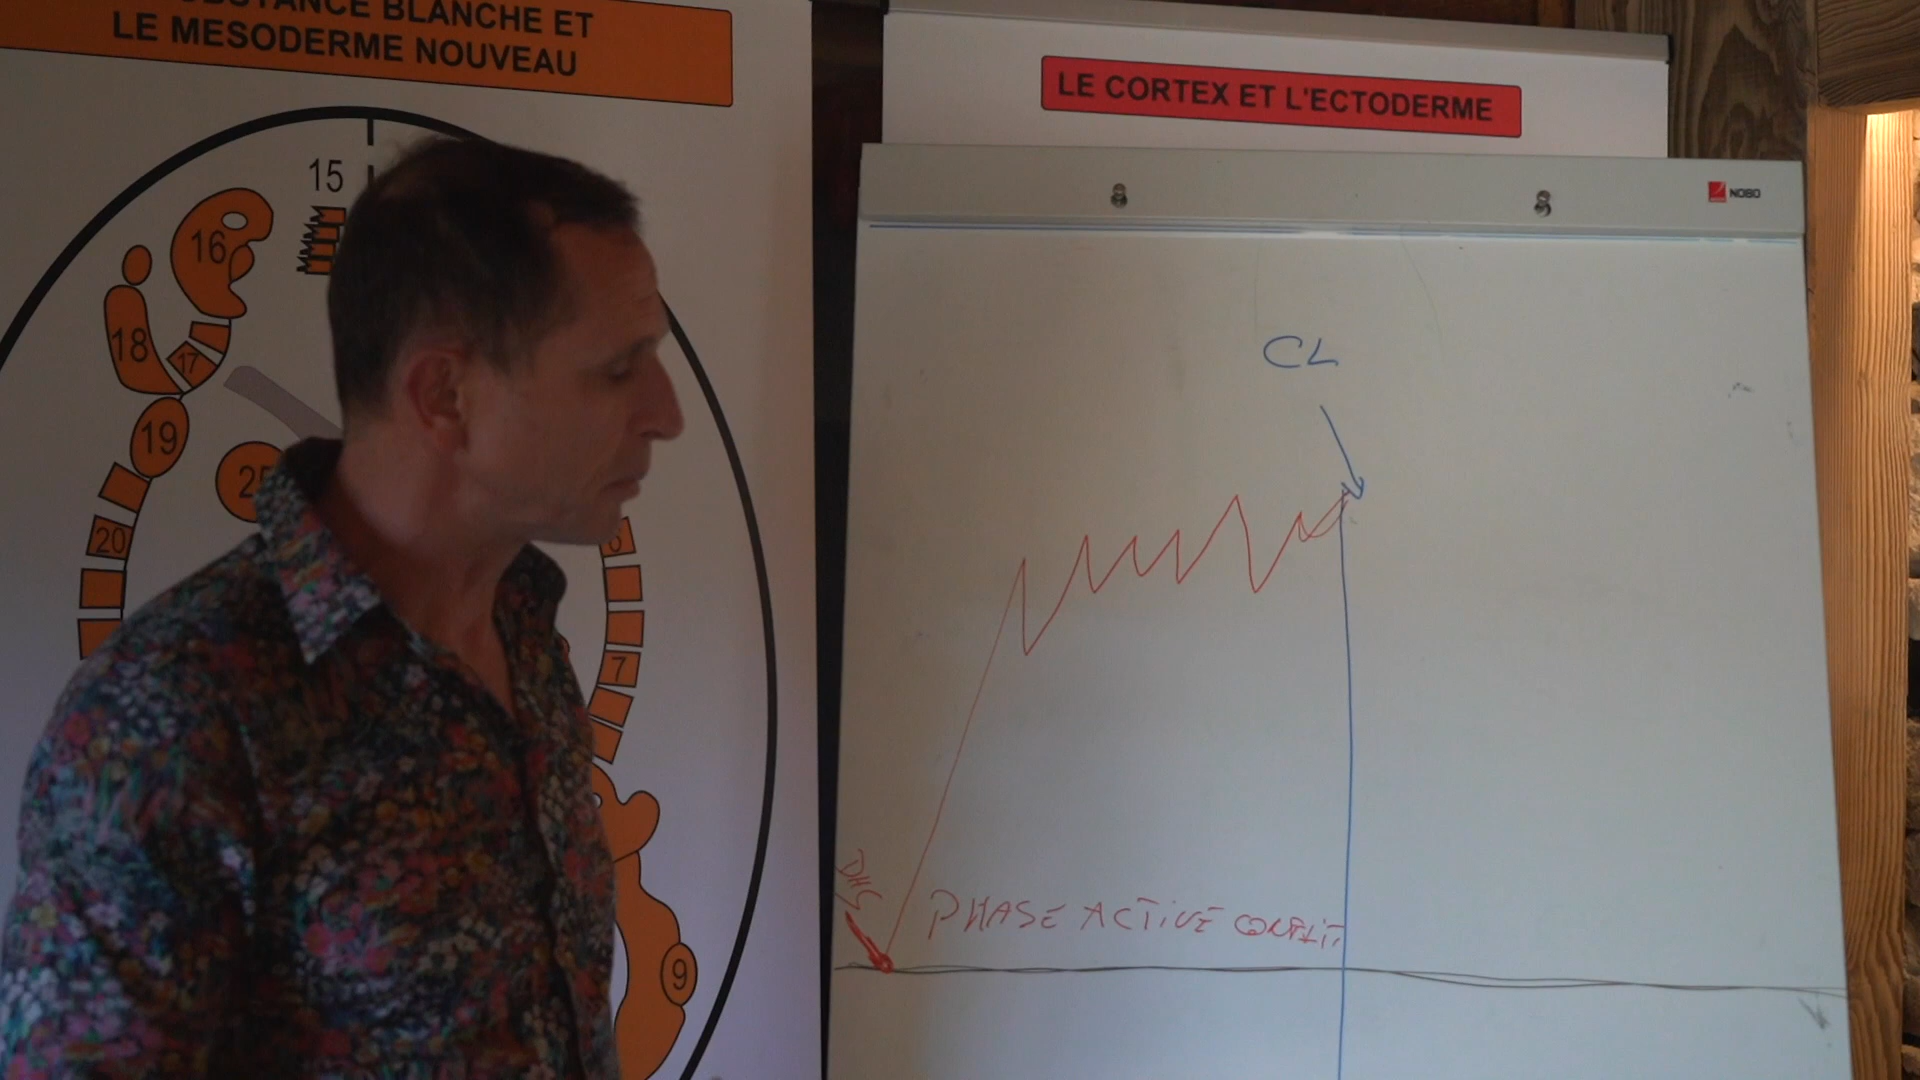 SUBSTANCE BLANCHE ET
LE MESODERME NOUVEAU
15
16
18
17
19
25
20
6
7
9
LE CORTEX ET L'ECTODERME
NOBO
CL
DHS
PHASE ACTIVE CONFLIT